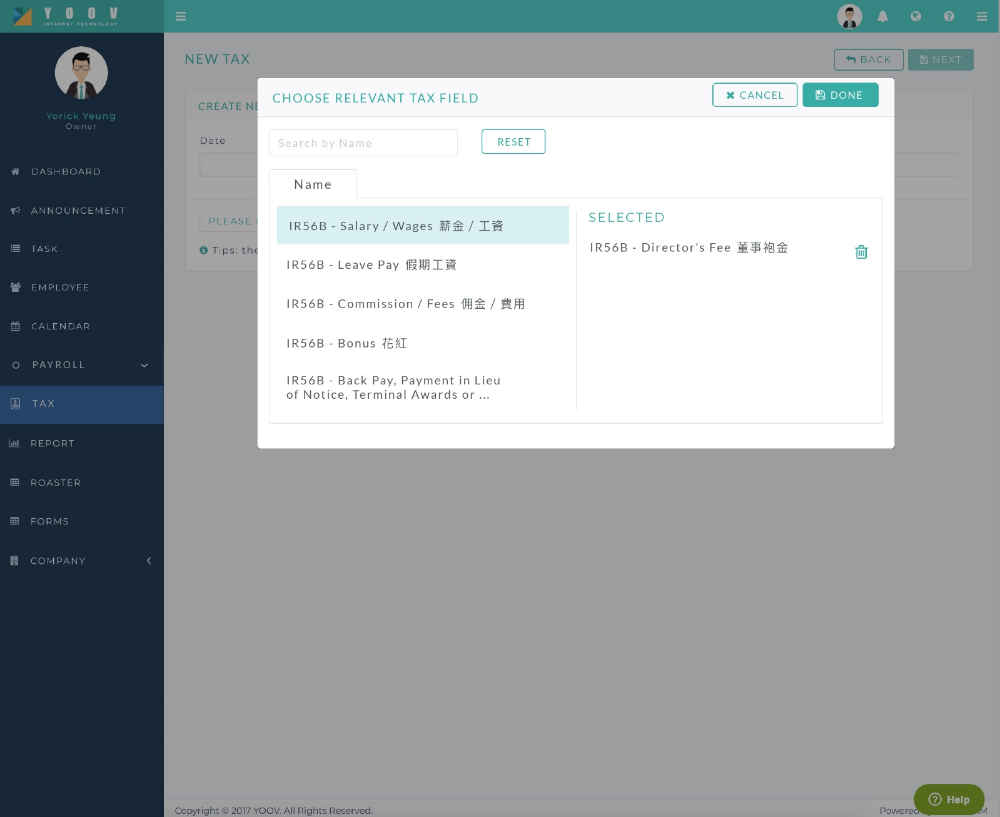 YOOV
INTERNET TECHNOLOGY
Yorick Yeung
Owner
DASHBOARD
ANNOUNCEMENT
TASK
EMPLOYEE
CALENDAR
PAYROLL
TAX
REPORT
ROASTER
FORMS
COMPANY
NEW TAX
BACK
NEXT
CREATE NE
Date
PLEASE
Tips: the
CHOOSE RELEVANT TAX FIELD
CANCEL
DONE
Search by Name
RESET
Name
IR56B - Salary / Wages 薪金 / 工資
IR56B - Leave Pay 假期工資
IR56B - Commission / Fees 佣金 / 費用
IR56B - Bonus 花紅
IR56B - Back Pay, Payment in Lieu
of Notice, Terminal Awards or ...
SELECTED
IR56B - Director’s Fee 董事袍金
Copyright © 2017 YOOV. All Rights Reserved.
Powered
Help